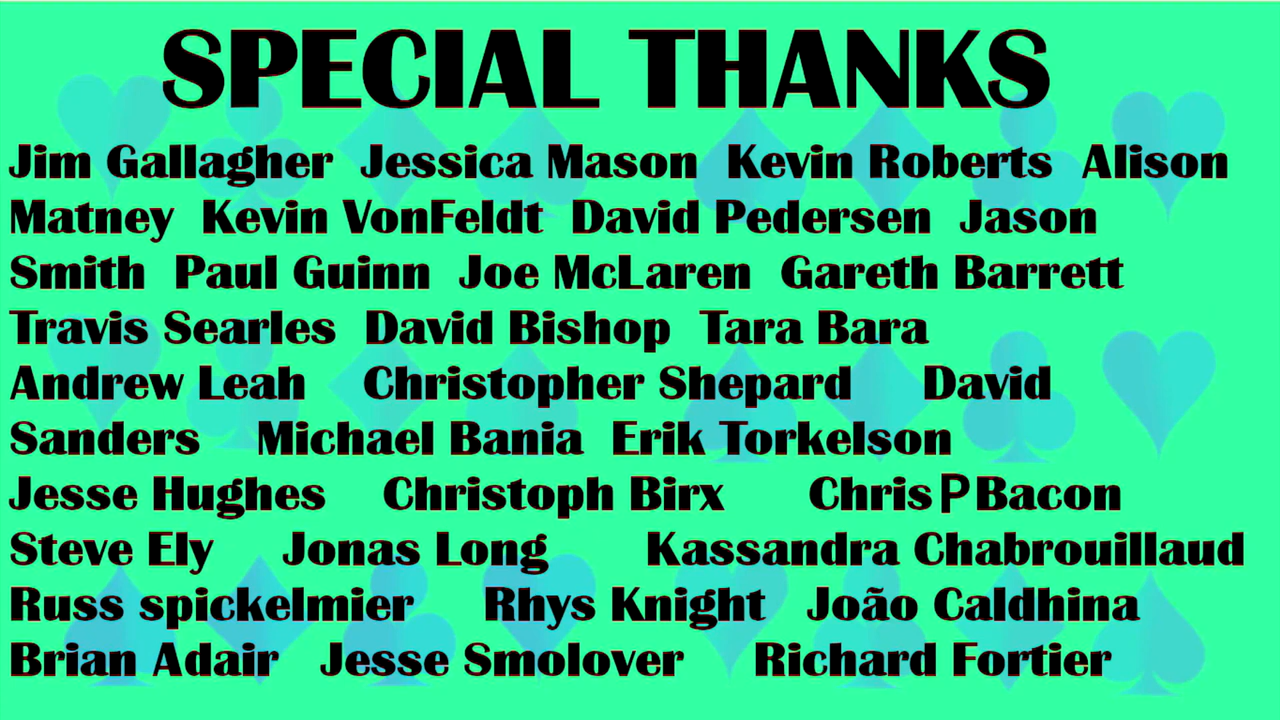 SPECIAL THANKS
Jim Gallagher Jessica Mason Kevin Roberts Alison
Matney Kevin VonFeldt David Pedersen Jason
Smith Paul Guinn Joe McLaren Gareth Barrett
Travis Searles David Bishop Tara Bara
Andrew Leah Christopher Shepard David
Sanders Michael Bania Erik Torkelson
Jesse Hughes Christoph Birx Chris P Bacon
Steve Ely Jonas Long Kassandra Chabrouillaud
Russ spickelmier Rhys Knight João Caldhina
Brian Adair Jesse Smolover Richard Fortier